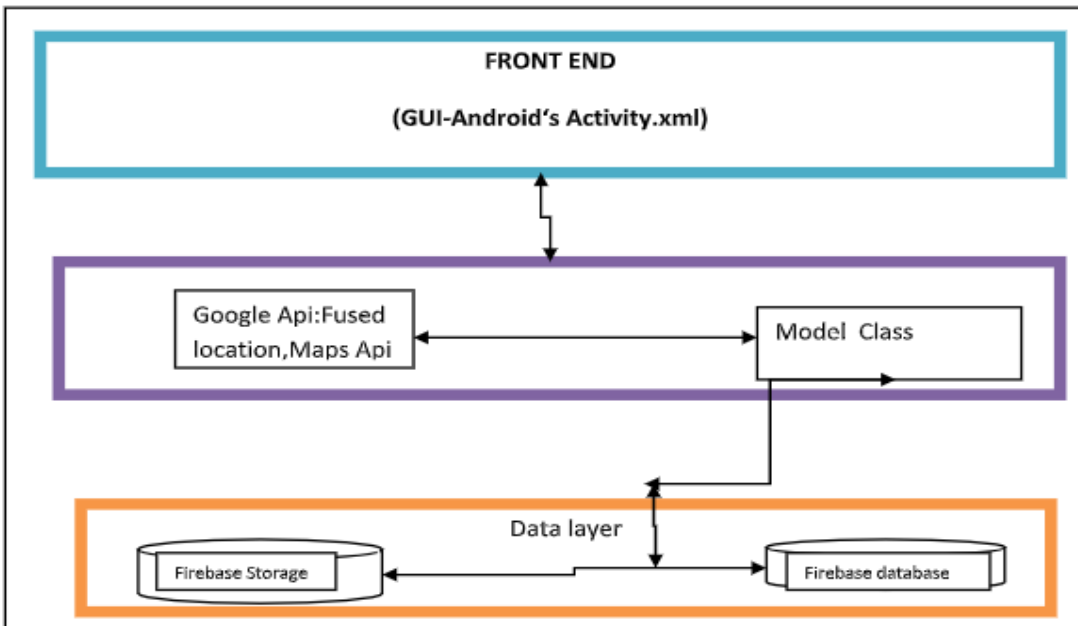 FRONT END
(GUI-Android‘s Activity.xml)
Google Api:Fused
location,Maps Api
Model Class
Data layer
Firebase Storage
Firebase database